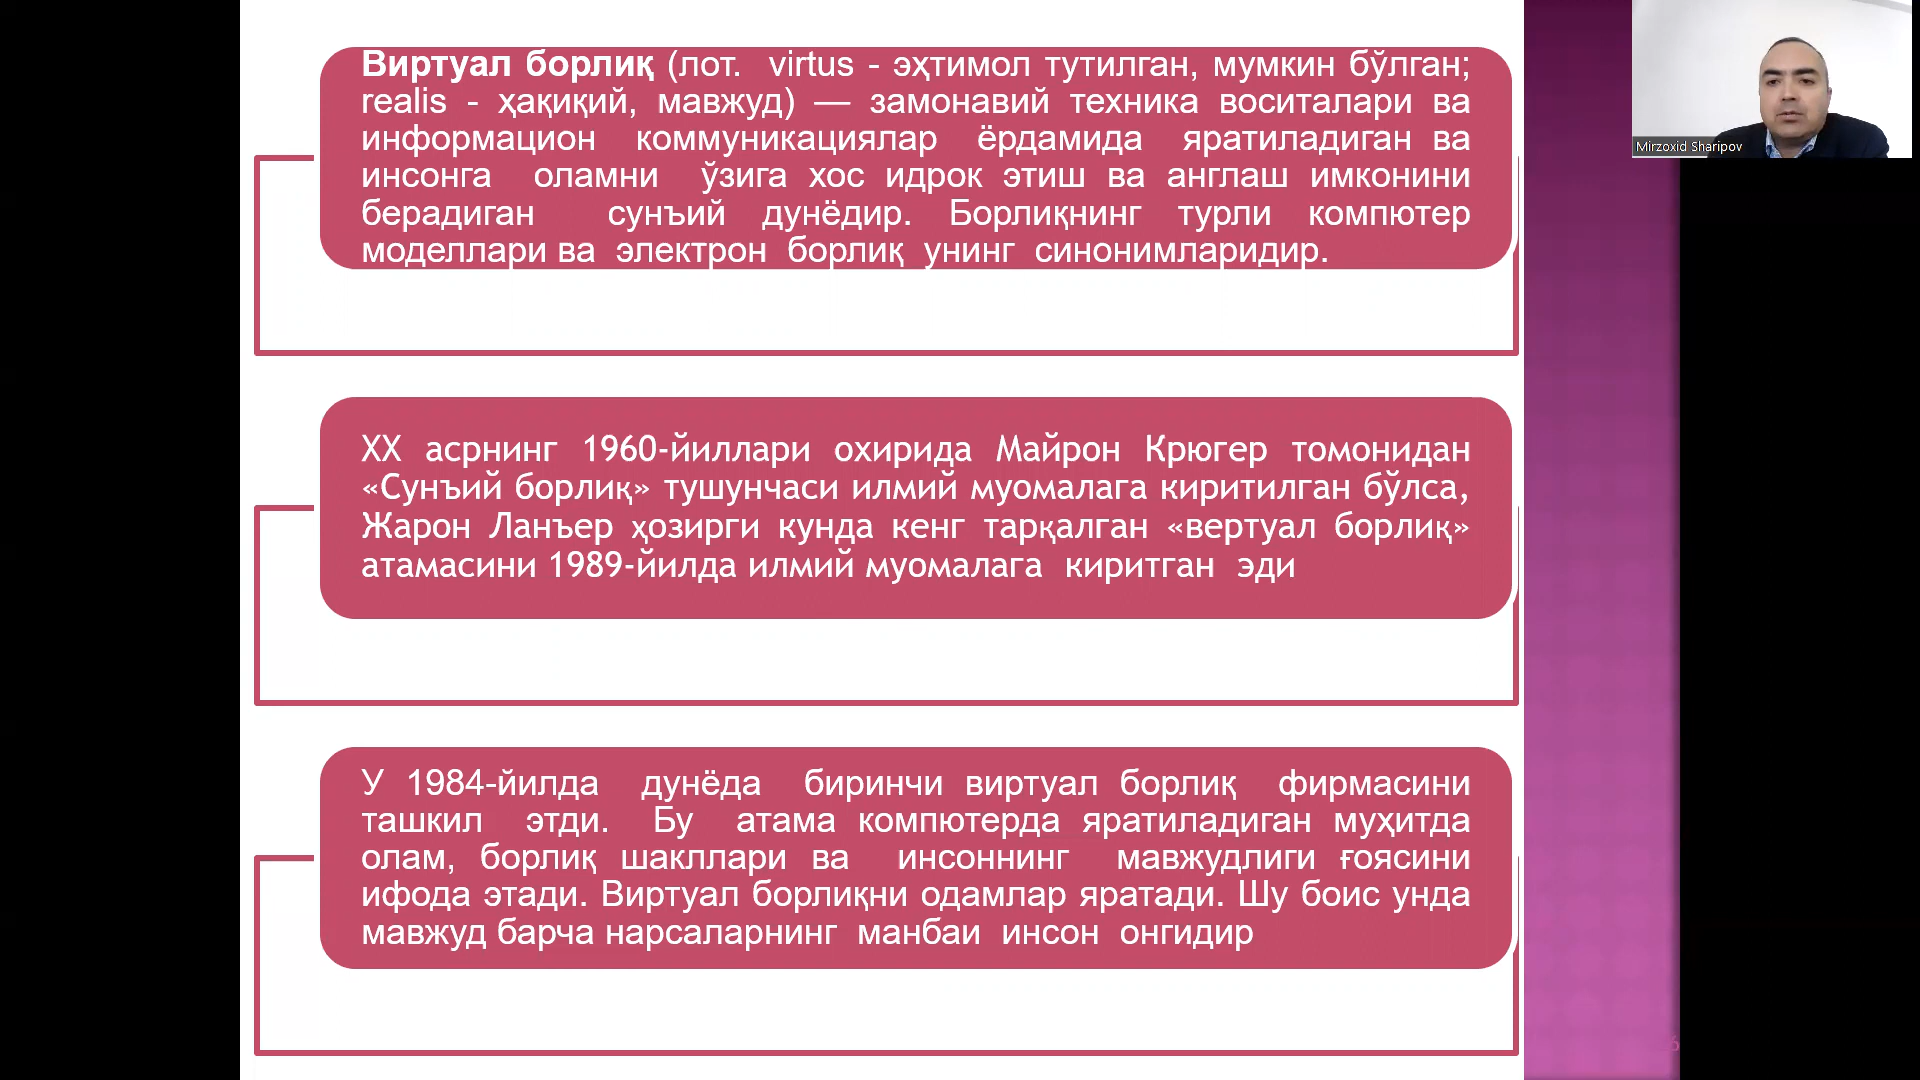 Виртуал борлиқ (лот. virtus - эҳтимол тутилган, мумкин бўлган;
realis - ҳақиқий, мавжуд) — замонавий техника воситалари ва
информацион коммуникациялар ёрдамида яратиладиган ва
инсонга оламни ўзига хос идрок этиш ва англаш имконини
берадиган сунъий дунёдир. Борлиқнинг турли компютер
моделлари ва электрон борлиқ унинг синонимларидир.
ХХ асрнинг 1960-йиллари охирида Майрон Крюгер томонидан
«Сунъий борлиқ» тушунчаси илмий муомалага киритилган бўлса,
Жарон Ланъер ҳозирги кунда кенг тарқалган «вертуал борлиқ»
атамасини 1989-йилда илмий муомалага киритган эди
У 1984-йилда дунёда биринчи виртуал борлиқ фирмасини
ташкил этди. Бу атама компютерда яратиладиган муҳитда
олам, борлиқ шакллари ва инсоннинг мавжудлиги ғоясини
ифода этади. Виртуал борлиқни одамлар яратади. Шу боис унда
мавжуд барча нарсаларнинг манбаи инсон онгидир
Mirzoxid Sharipov